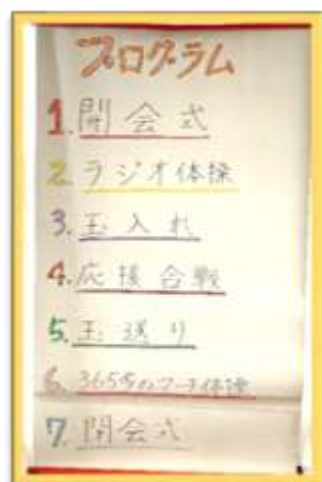 プログラム
1. 開会式
2. ラジオ体操
3. 玉入れ
4. 応援合戦
5. 玉送り
6. 365歩のマーチ体操
7. 閉会式